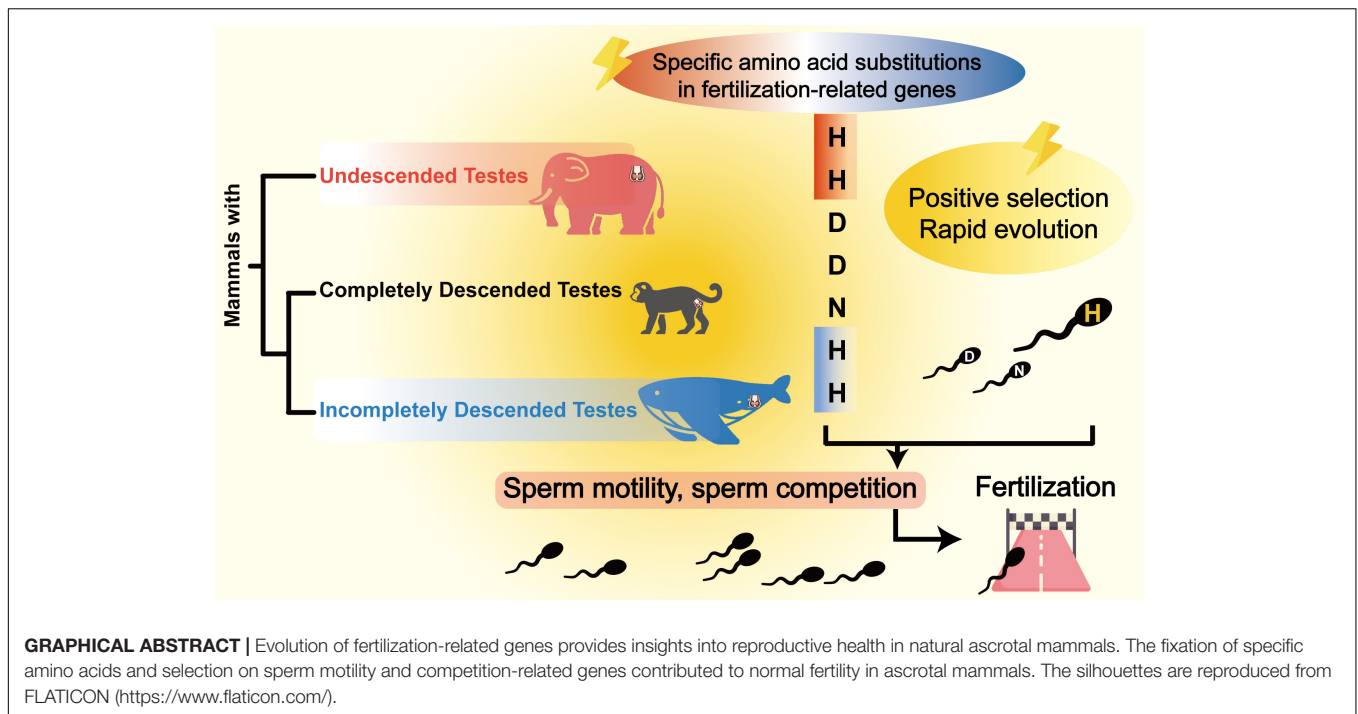 Specific amino acid substitutions
in fertilization-related genes
Mammals with
Undescended Testes
Completely Descended Testes
Incompletely Descended Testes
H
H
D
D
N
H
H
Positive selection
Rapid evolution
H
D
N
Sperm motility, sperm competition
Fertilization
GRAPHICAL ABSTRACT | Evolution of fertilization-related genes provides insights into reproductive health in natural ascrotal mammals. The fixation of specific
amino acids and selection on sperm motility and competition-related genes contributed to normal fertility in ascrotal mammals. The silhouettes are reproduced from
FLATICON (https://www.flaticon.com/).